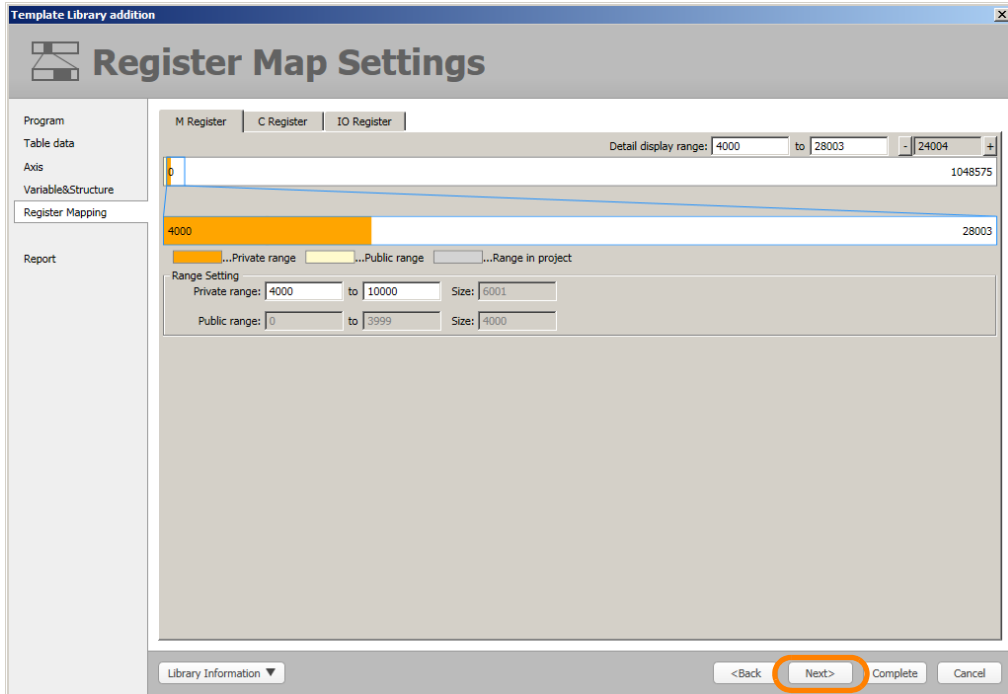 Template Library addition
Register Map Settings
Program
Table data
Axis
Variable&Structure
Register Mapping
Report
M Register C Register IO Register
Detail display range: 4000 to 28003 - 24004 +
0 1048575
4000 28003
...Private range ...Public range ...Range in project
Range Setting
Private range: 4000 to 10000 Size: 6001
Public range: 0 to 3999 Size: 4000
Library Information ▼ <Back Next> Complete Cancel